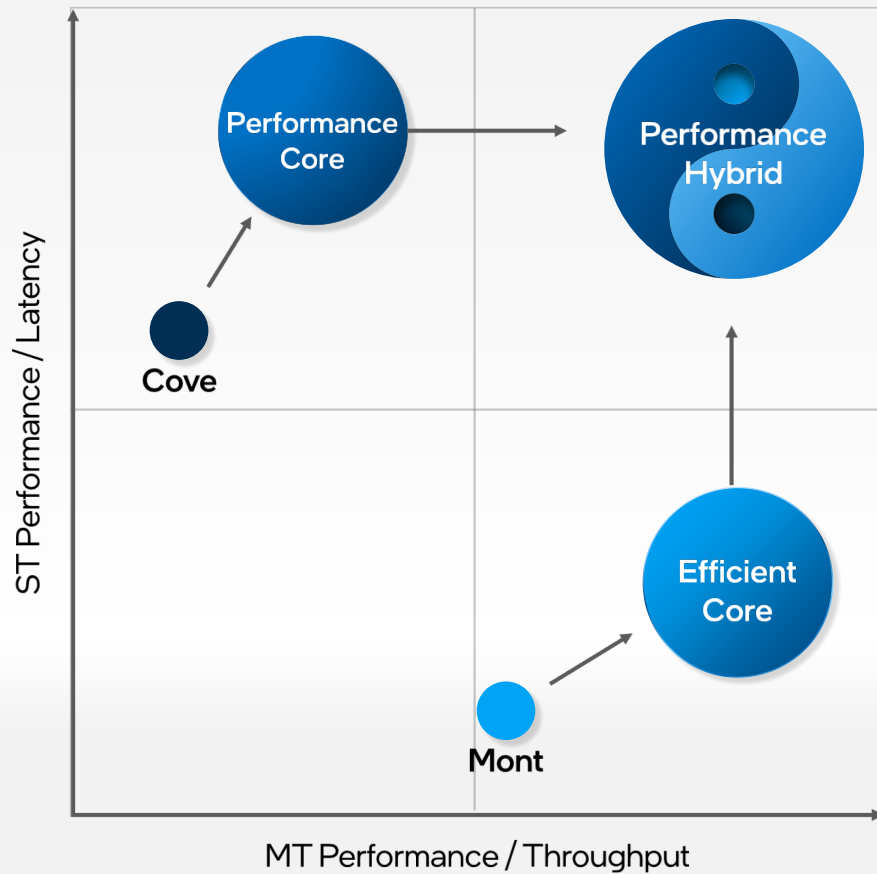 Performance
Core
Performance
Hybrid
Cove
Efficient
Core
Mont
ST Performance / Latency
MT Performance / Throughput